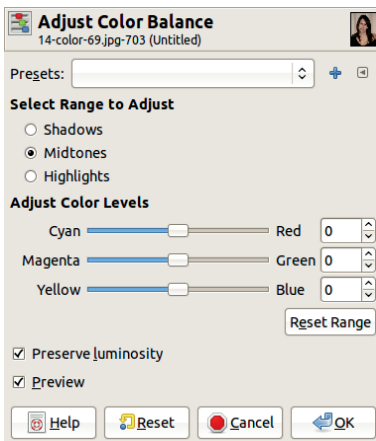 Adjust Color Balance
14-color-69.jpg-703 (Untitled)
Presets:
Select Range to Adjust
Shadows
Midtones
Highlights
Adjust Color Levels
Cyan Red 0
Magenta Green 0
Yellow Blue 0
Reset Range
Preserve luminosity
Preview
Help Reset Cancel OK